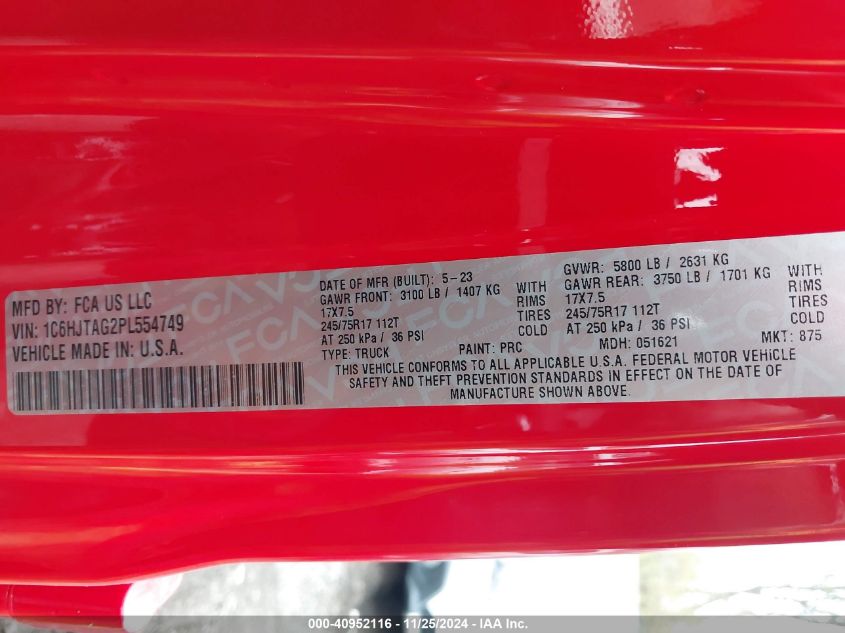 MFD BY: FCA US LLC
VIN: 1C6HJTAG2PL554749
VEHICLE MADE IN: U.S.A.
DATE OF MFR (BUILT): 5-23
GAWR FRONT: 3100 LB / 1407 KG WITH
17X7.5 RIMS
245/75R17 112T TIRES
AT 250 kPa / 36 PSI COLD
GVWR: 5800 LB / 2631 KG
GAWR REAR: 3750 LB / 1701 KG WITH
17X7.5 RIMS
245/75R17 112T TIRES
AT 250 kPa / 36 PSI COLD
TYPE: TRUCK PAINT: PRC MDH: 051621 MKT: 875
THIS VEHICLE CONFORMS TO ALL APPLICABLE U.S.A. FEDERAL MOTOR VEHICLE
SAFETY AND THEFT PREVENTION STANDARDS IN EFFECT ON THE DATE OF
MANUFACTURE SHOWN ABOVE.
000-40952116 - 11/25/2024 - IAA Inc.